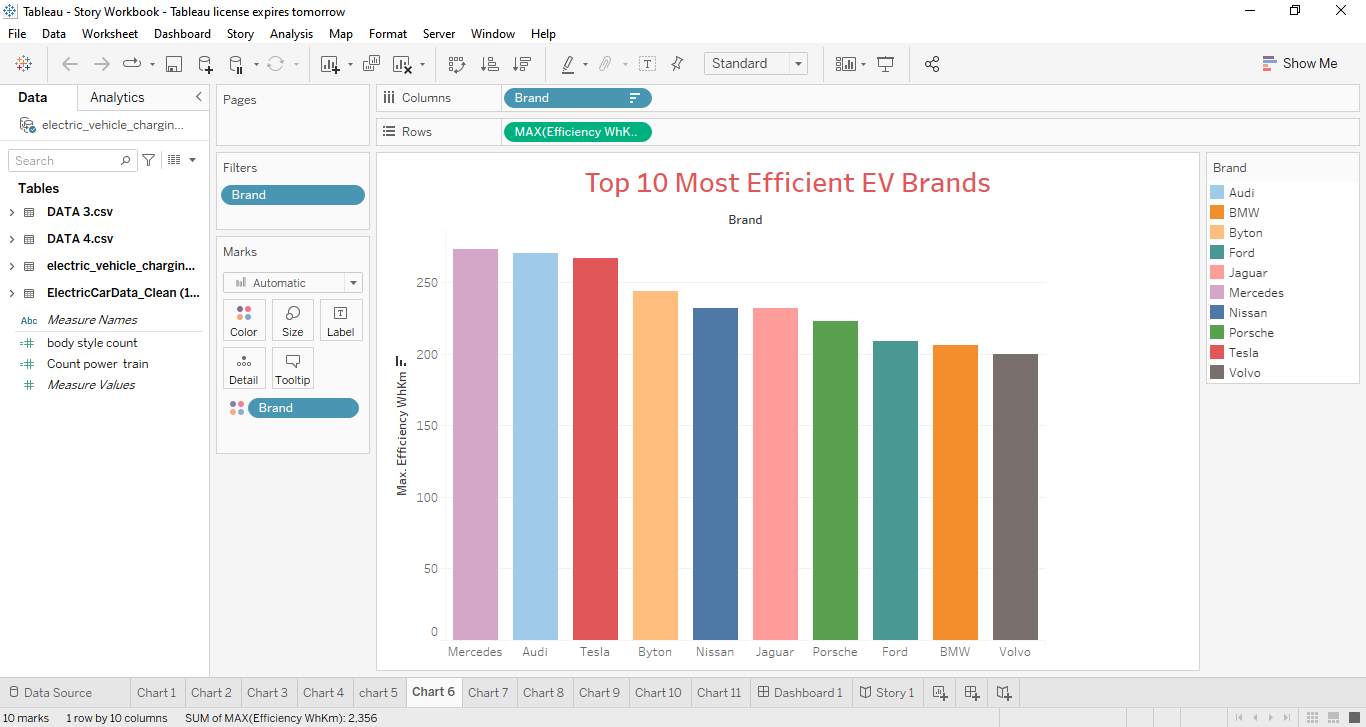 Tableau - Story Workbook - Tableau license expires tomorrow
File Data Worksheet Dashboard Story Analysis Map Format Server Window Help
Standard
Show Me
Data Analytics
electric_vehicle_chargin...
Search
Tables
DATA 3.csv
DATA 4.csv
electric_vehicle_chargin...
ElectricCarData_Clean (1...
Abc Measure Names
body style count
Count power train
Measure Values
Pages
Filters
Brand
Marks
Automatic
Color Size Label
Detail Tooltip
Brand
Columns Brand
Rows MAX(Efficiency WhK..
Top 10 Most Efficient EV Brands
Brand
Max. Efficiency WhKm
250
200
150
100
50
0
Mercedes Audi Tesla Byton Nissan Jaguar Porsche Ford BMW Volvo
Brand
Audi
BMW
Byton
Ford
Jaguar
Mercedes
Nissan
Porsche
Tesla
Volvo
Data Source Chart 1 Chart 2 Chart 3 Chart 4 chart 5 Chart 6 Chart 7 Chart 8 Chart 9 Chart 10 Chart 11 Dashboard 1 Story 1
10 marks 1 row by 10 columns SUM of MAX(Efficiency WhKm): 2,356